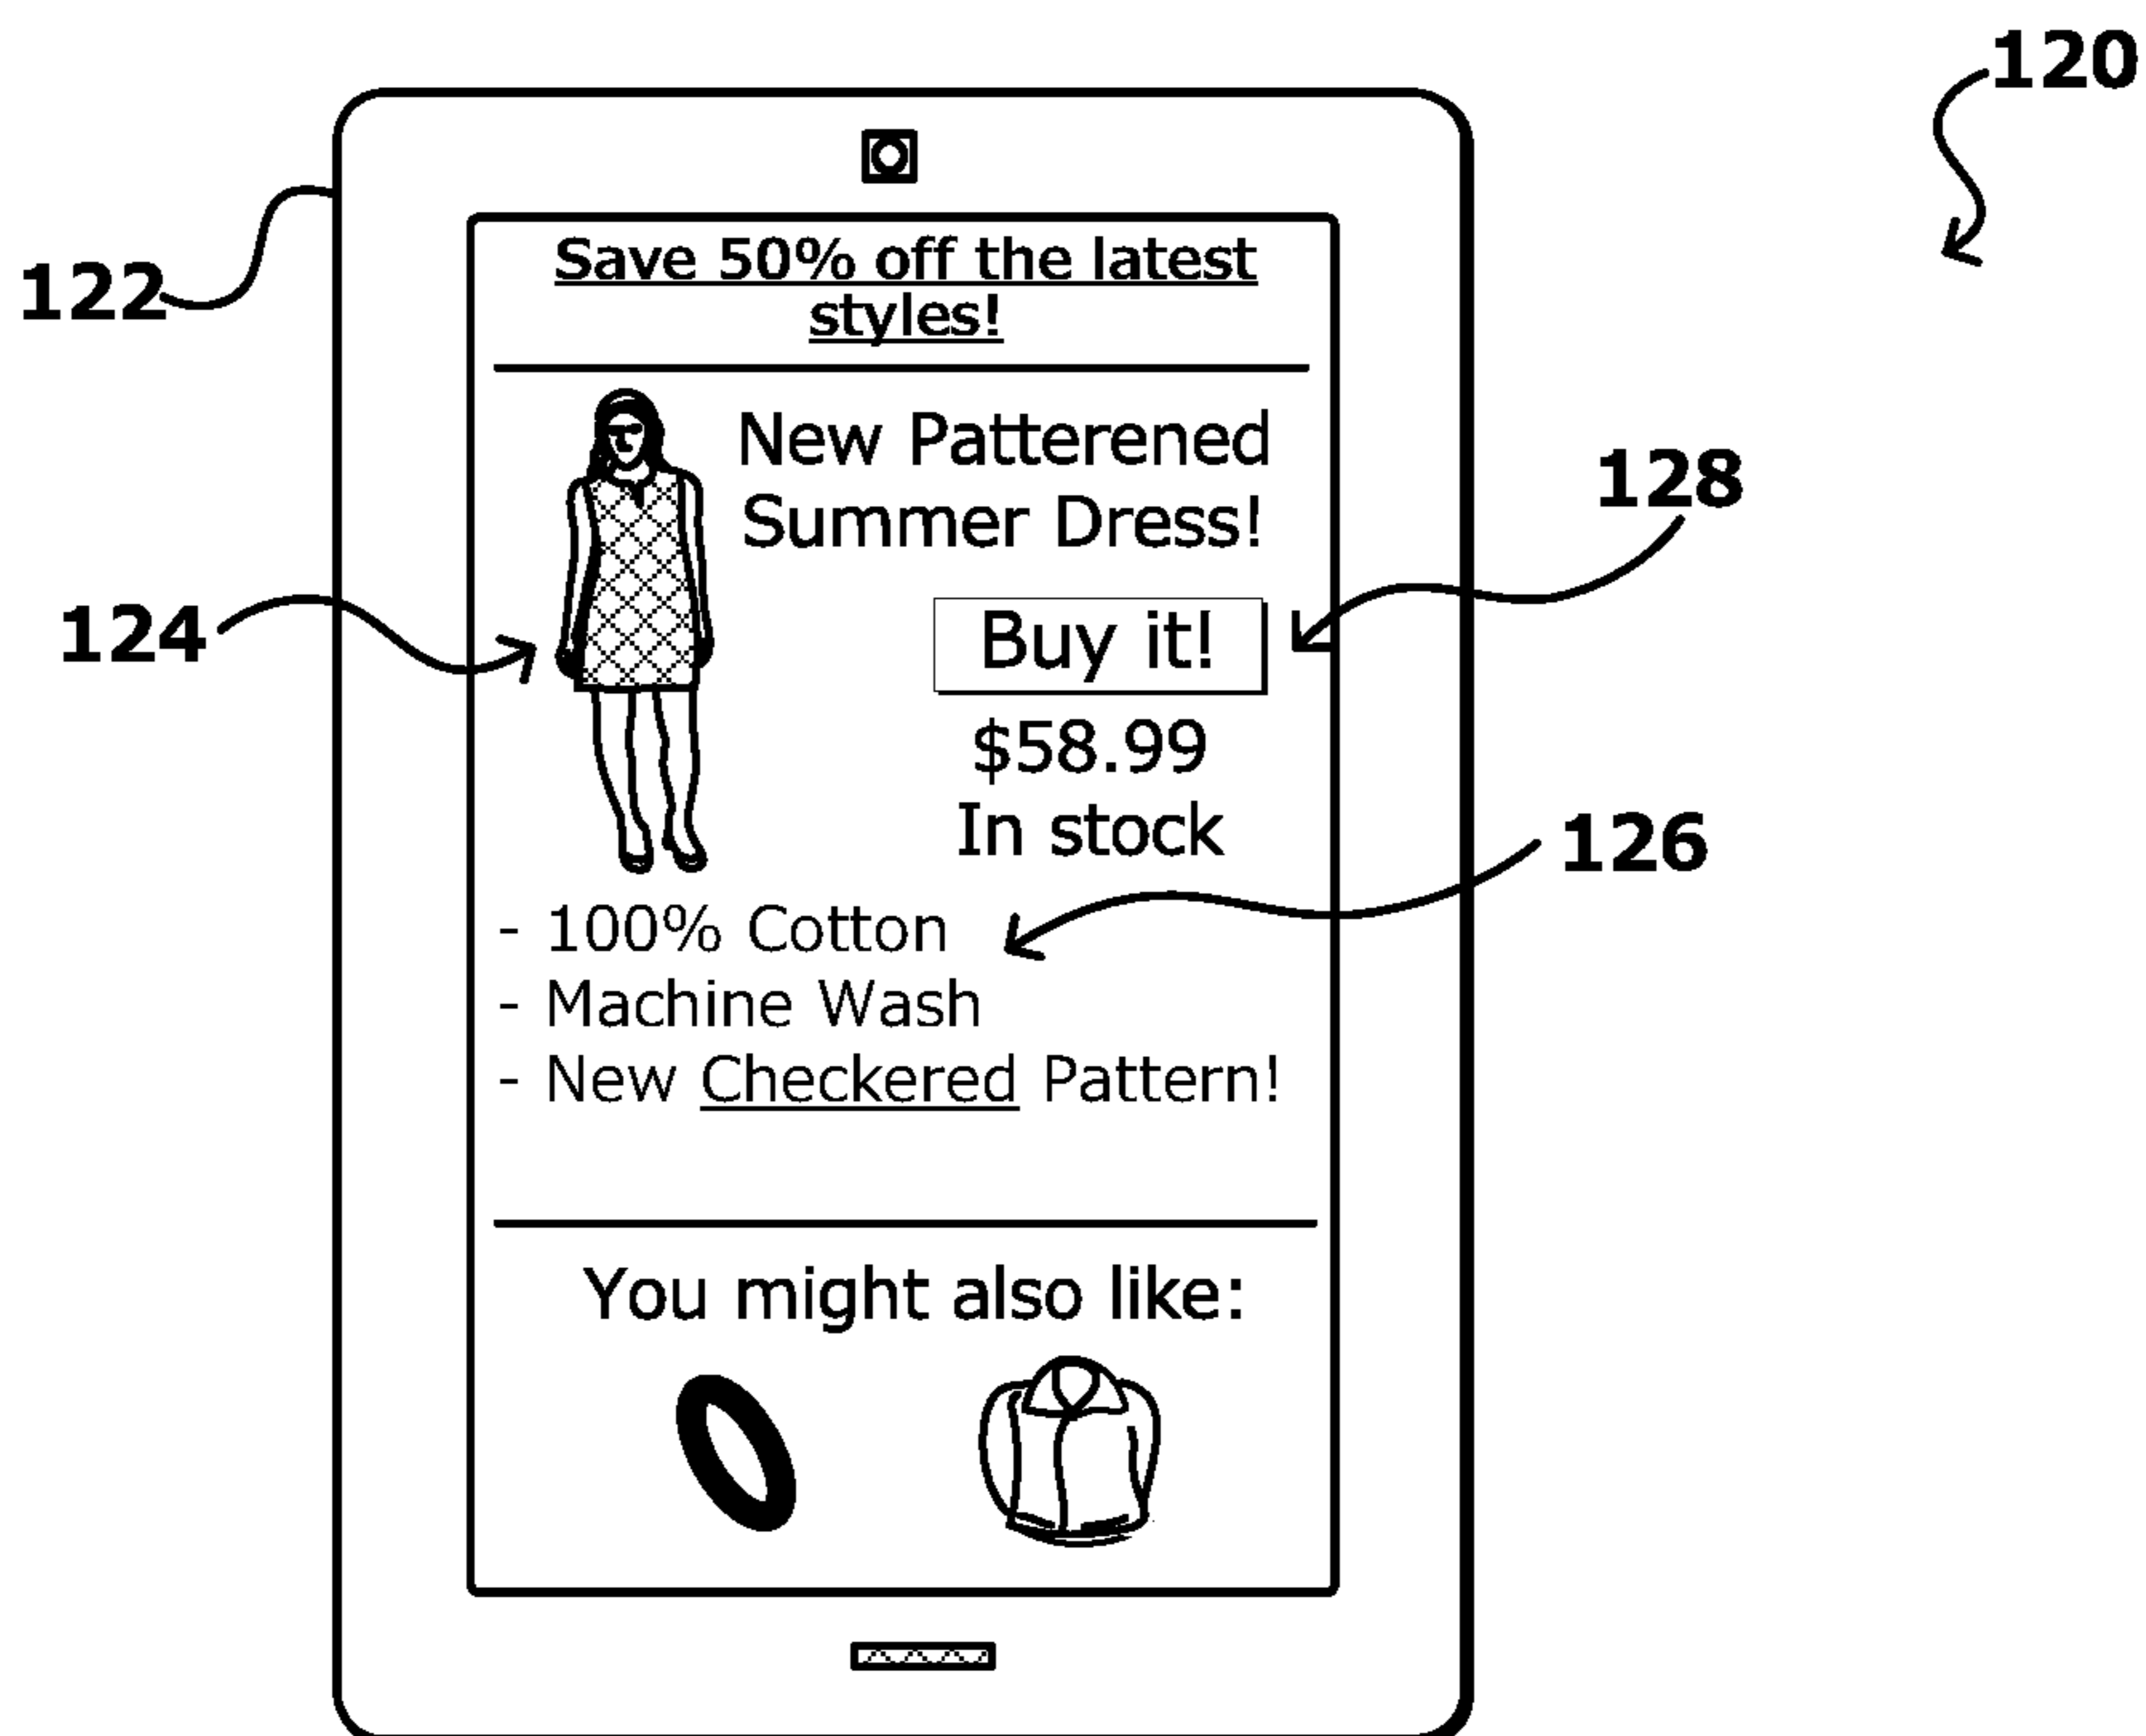 120
122
Save 50% off the latest
styles!
New Patterened
Summer Dress!
128
124
Buy it!
$58.99
In stock
126
- 100% Cotton
- Machine Wash
- New Checkered Pattern!
You might also like: